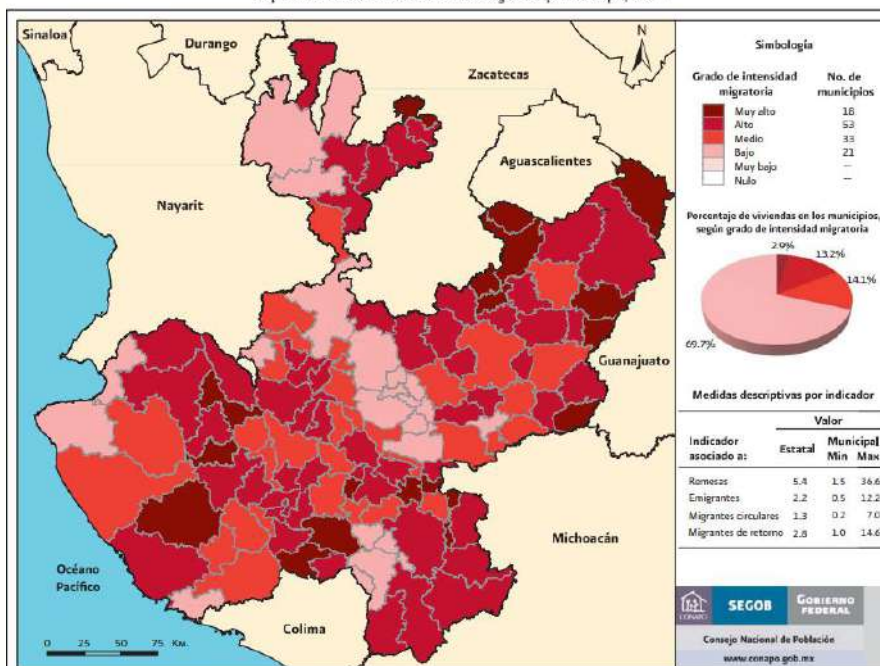 Sinaloa
Durango
Zacatecas
N
Nayarit
Aguascalientes
Guanajuato
Michoacán
Océano
Pacífico
Colima
0 25 50 75 Km.
Simbología
Grado de intensidad migratoria No. de municipios
Muy alto 18
Alto 53
Medio 33
Bajo 21
Muy bajo —
Nulo —
Porcentaje de viviendas en los municipios,
según grado de intensidad migratoria
2.9%
13.2%
14.1%
69.7%
Medidas descriptivas por indicador
Valor
Indicador asociado a: Estatal Municipal Min Max
Remesas 5.4 1.5 36.6
Emigrantes 2.2 0.5 12.2
Migrantes circulares 1.3 0.2 7.0
Migrantes de retorno 2.8 1.0 14.6
CONAPO
SEGOB
GOBIERNO
FEDERAL
Consejo Nacional de Población
www.conapo.gob.mx